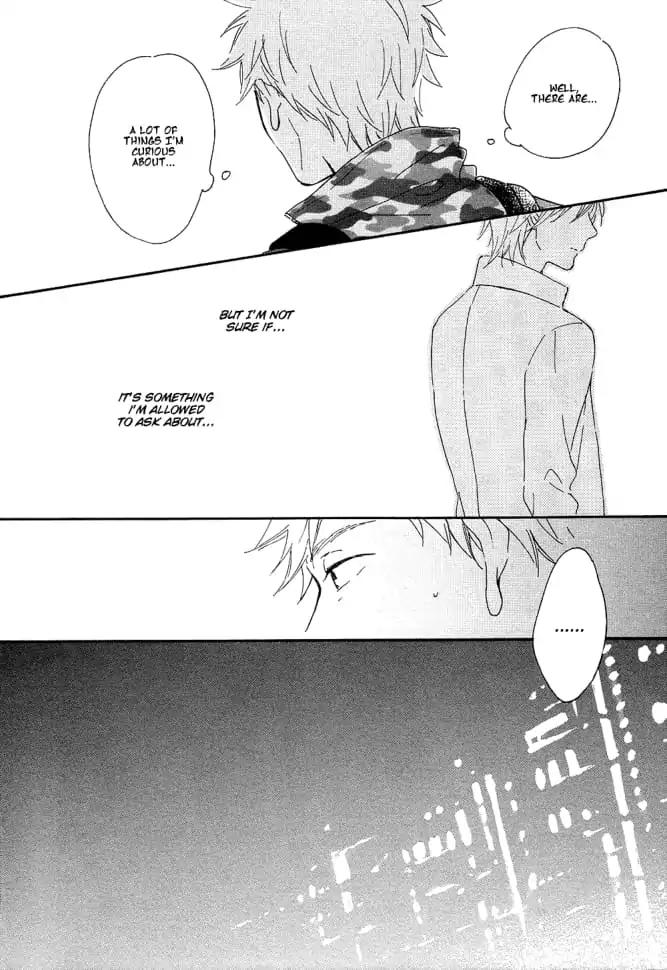 WELL,
THERE ARE...
A LOT OF
THINGS I'M
CURIOUS
ABOUT...
BUT I'M NOT
SURE IF...
IT'S SOMETHING
I'M ALLOWED
TO ASK ABOUT...
......